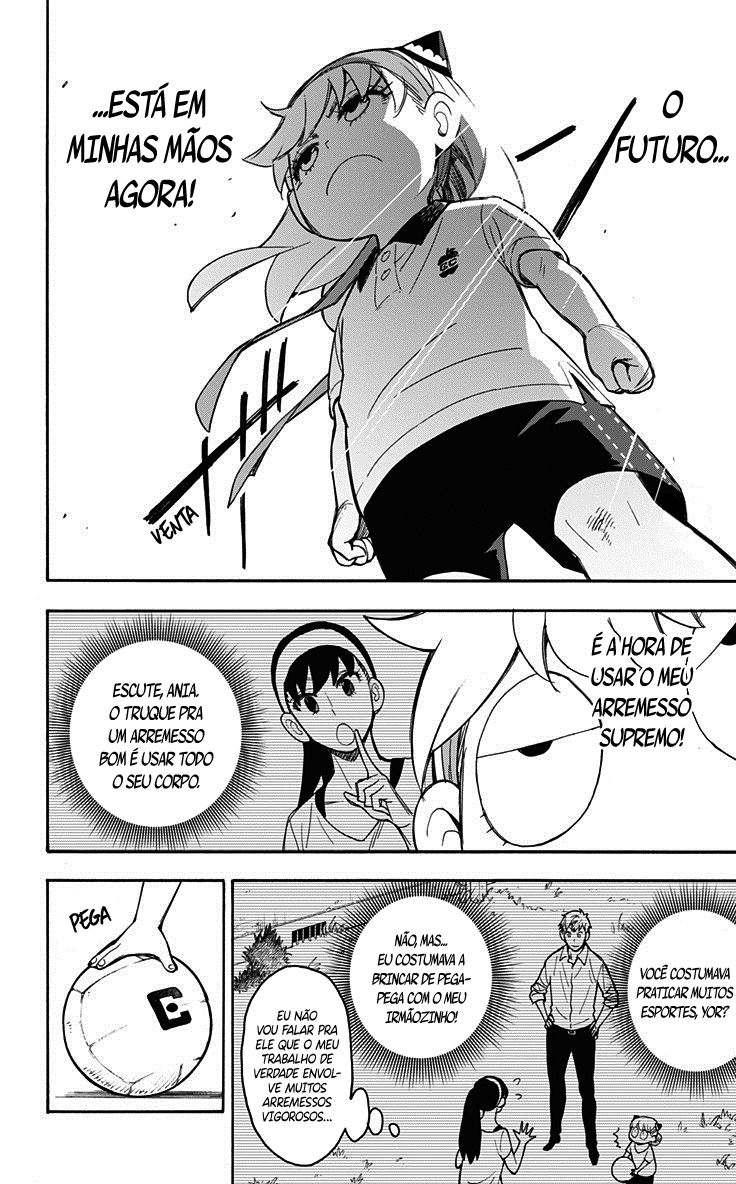 O
FUTURO...
...ESTÁ EM
MINHAS MÃOS
AGORA!
GC
VENTA
É A HORA DE
USAR O MEU
ARREMESSO
SUPREMO!
ESCUTE, ANIA.
O TRUQUE PRA
UM ARREMESSO
BOM É USAR TODO
O SEU CORPO.
VOCÊ COSTUMAVA
PRATICAR MUITOS
ESPORTES, YOR?
NÃO, MAS...
EU COSTUMAVA A
BRINCAR DE PEGA-
PEGA COM O MEU
IRMÃOZINHO!
EU NÃO
VOU FALAR PRA
ELE QUE O MEU
TRABALHO DE
VERDADE ENVOL-
VE MUITOS
ARREMESSOS
VIGOROSOS...
PEGA